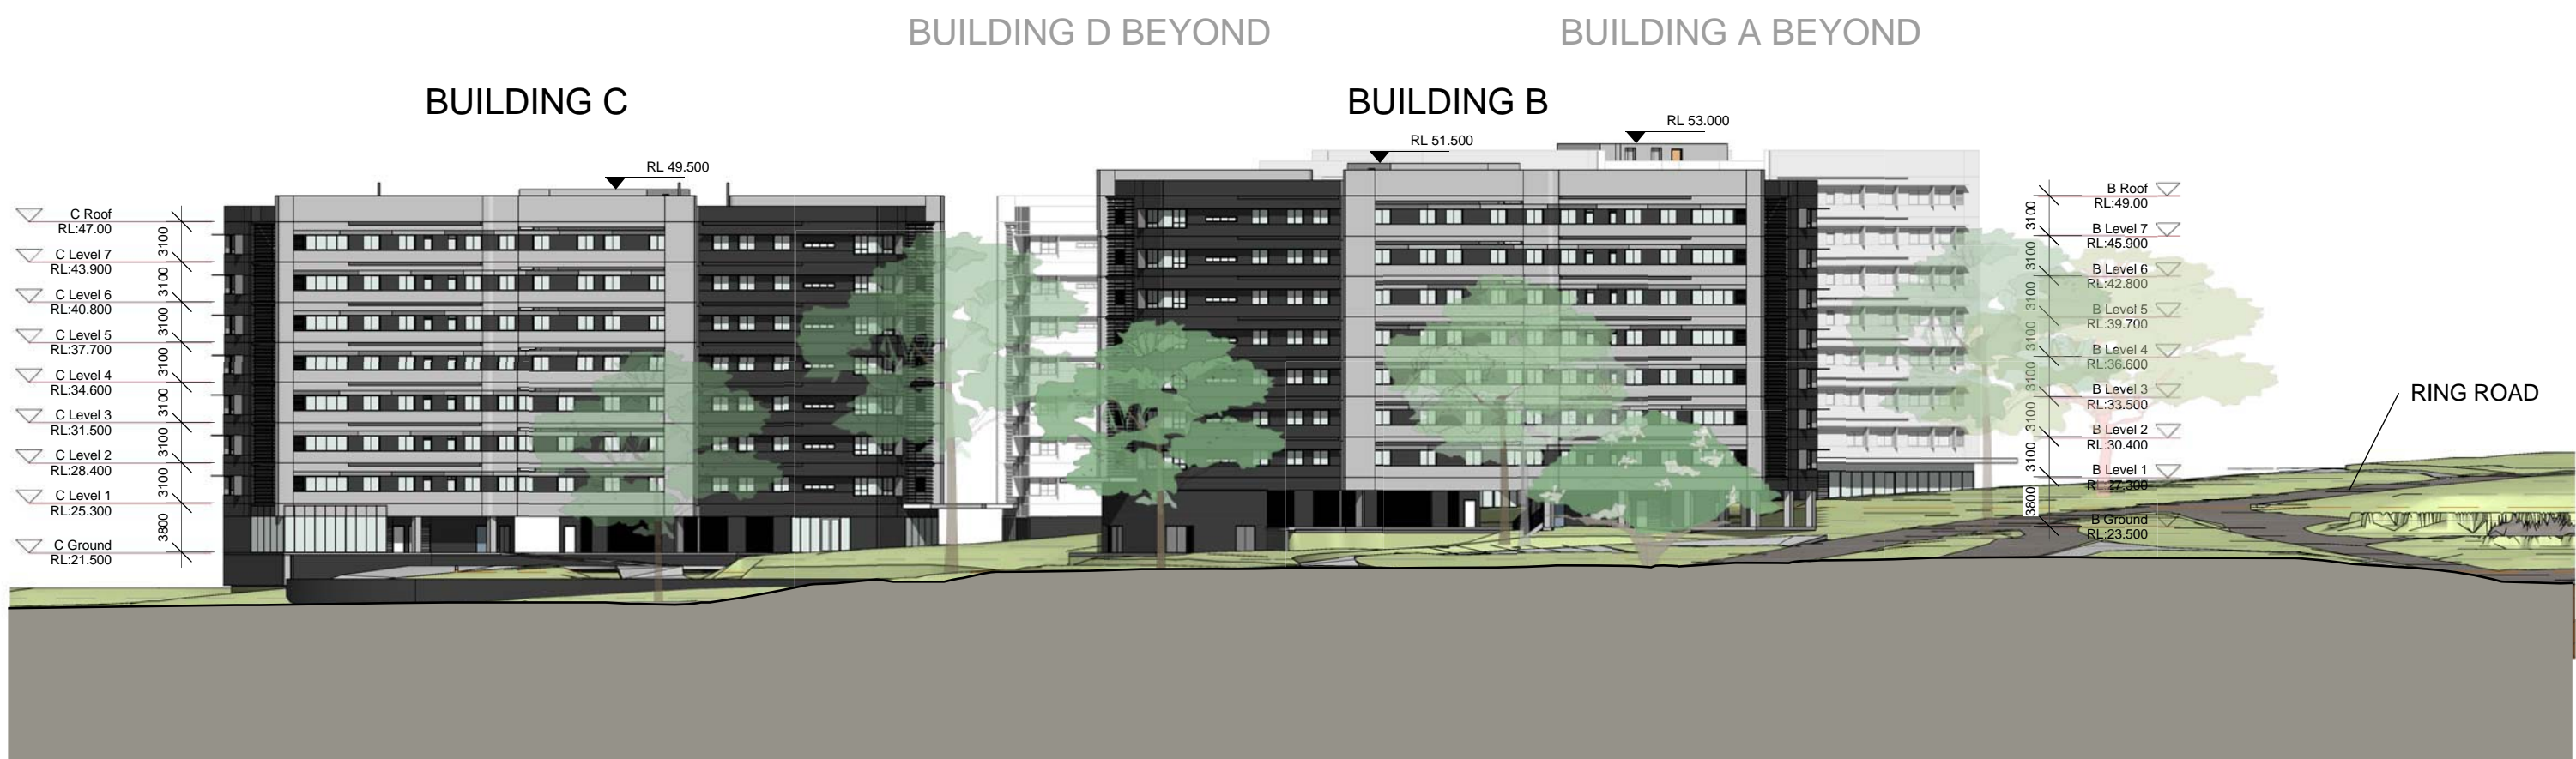 BUILDING D BEYOND
BUILDING A BEYOND
BUILDING C
BUILDING B
RL 53.000
RL 51.500
RL 49.500
C Roof
RL:47.00
3100
C Level 7
RL:43.900
3100
C Level 6
RL:40.800
3100
C Level 5
RL:37.700
3100
C Level 4
RL:34.600
3100
C Level 3
RL:31.500
3100
C Level 2
RL:28.400
3100
C Level 1
RL:25.300
3800
C Ground
RL:21.500
B Roof
RL:49.00
3100
B Level 7
RL:45.900
3100
B Level 6
RL:42.800
3100
B Level 5
RL:39.700
3100
B Level 4
RL:36.600
3100
B Level 3
RL:33.500
3100
B Level 2
RL:30.400
3100
B Level 1
RL:27.300
3800
B Ground
RL:23.500
RING ROAD